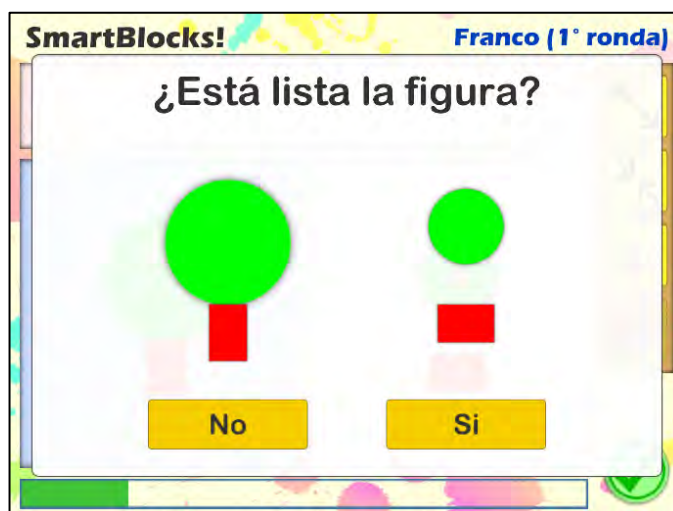 SmartBlocks!
Franco (1° ronda)
¿Está lista la figura?
No
Si